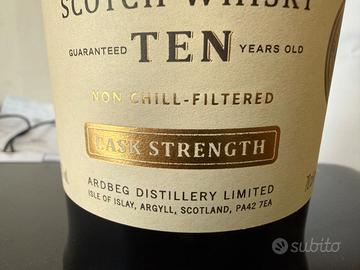 SCOTCH WHISKY
GUARANTEED TEN YEARS OLD
NON CHILL-FILTERED
CASK STRENGTH
ARDBEG DISTILLERY LIMITED
ISLE OF ISLAY, ARGYLL, SCOTLAND, PA42 7EA
subito